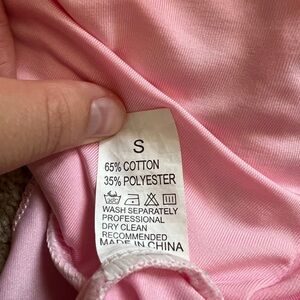 S
65% COTTON
35% POLYESTER
WASH SEPARATELY
PROFESSIONAL
DRY CLEAN
RECOMMENDED
MADE IN CHINA